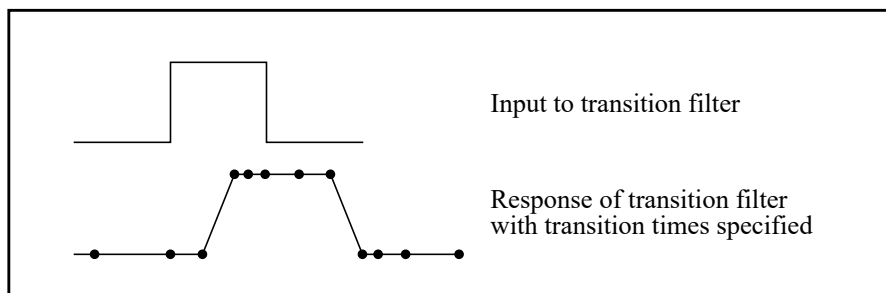 Input to transition filter
Response of transition filter
with transition times specified